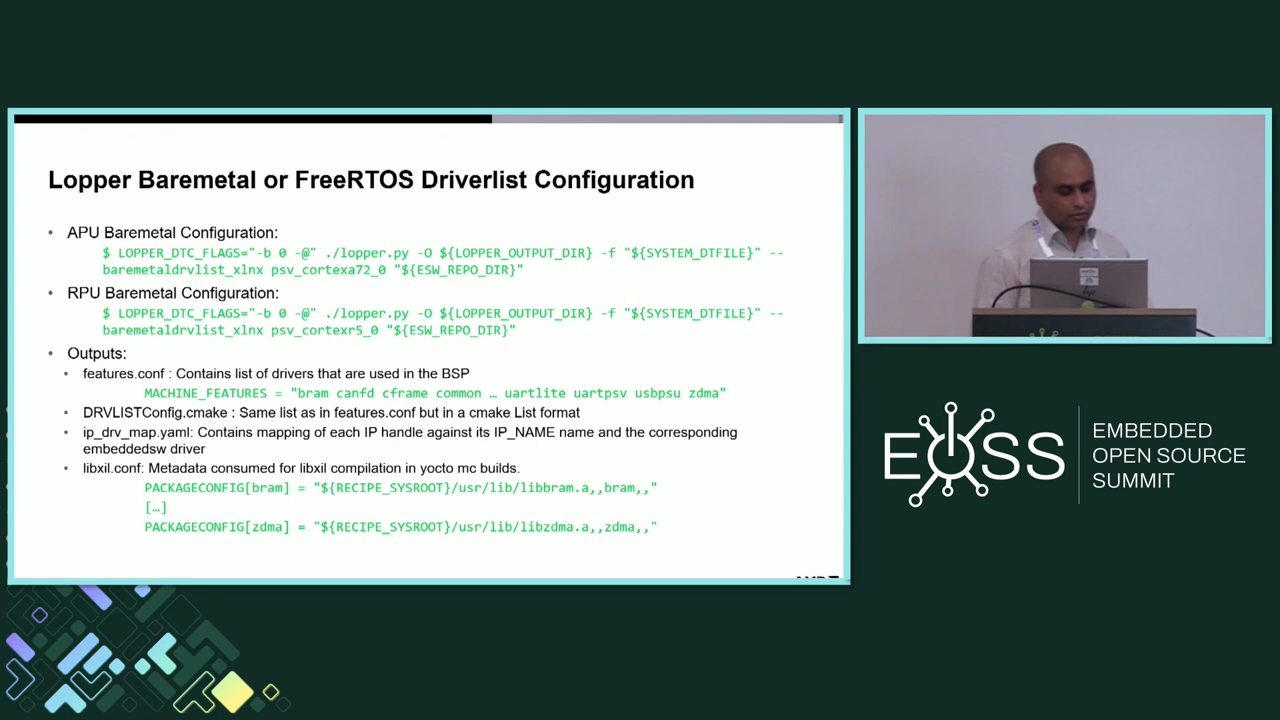 Lopper Baremetal or FreeRTOS Driverlist Configuration
• APU Baremetal Configuration:
$ LOPPER_DTC_FLAGS="-b 0 -@" ./lopper.py -O ${LOPPER_OUTPUT_DIR} -f "${SYSTEM_DTFILE}" --
baremetaldrvlist_xlnx psv_cortexa72_0 "${ESW_REPO_DIR}"
• RPU Baremetal Configuration:
$ LOPPER_DTC_FLAGS="-b 0 -@" ./lopper.py -O ${LOPPER_OUTPUT_DIR} -f "${SYSTEM_DTFILE}" --
baremetaldrvlist_xlnx psv_cortexr5_0 "${ESW_REPO_DIR}"
• Outputs:
• features.conf : Contains list of drivers that are used in the BSP
MACHINE_FEATURES = "bram canfd cframe common … uartlite uartpsv usbpsu zdma"
• DRVLISTConfig.cmake : Same list as in features.conf but in a cmake List format
• ip_drv_map.yaml: Contains mapping of each IP handle against its IP_NAME name and the corresponding
embeddedsw driver
• libxil.conf: Metadata consumed for libxil compilation in yocto mc builds.
PACKAGECONFIG[bram] = "${RECIPE_SYSROOT}/usr/lib/libbram.a,,bram,,"
[…]
PACKAGECONFIG[zdma] = "${RECIPE_SYSROOT}/usr/lib/libzdma.a,,zdma,,"
EOSS
EMBEDDED
OPEN SOURCE
SUMMIT